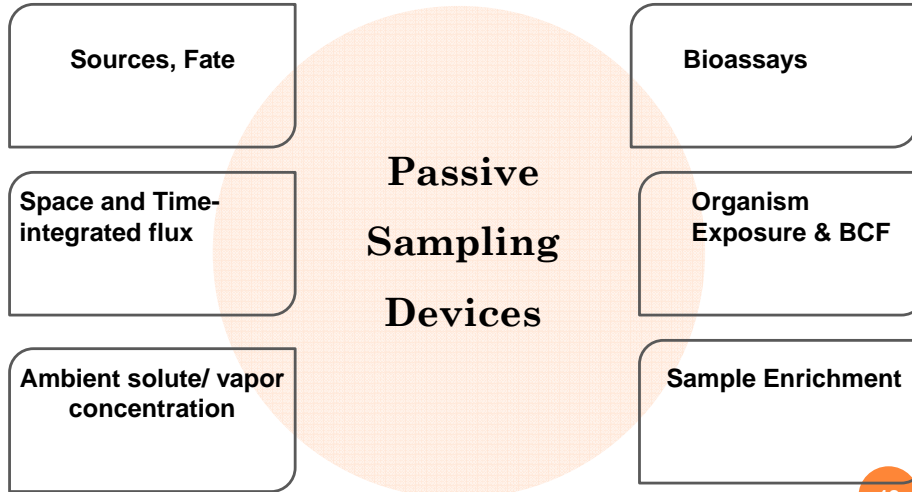 Sources, Fate
Space and Time-
integrated flux
Ambient solute/ vapor
concentration
Passive
Sampling
Devices
Bioassays
Organism
Exposure & BCF
Sample Enrichment